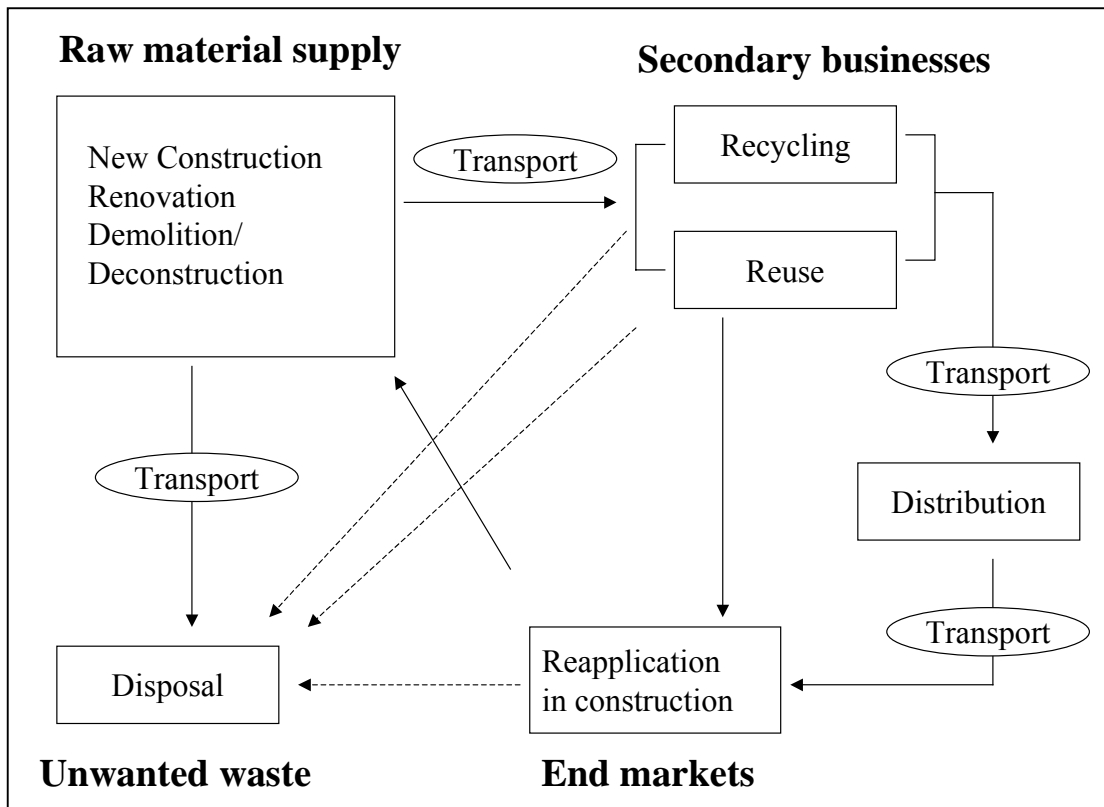 Raw material supply
Secondary businesses
New Construction
Renovation
Demolition/
Deconstruction
Transport
Recycling
Reuse
Transport
Transport
Distribution
Transport
Disposal
Reapplication
in construction
Unwanted waste
End markets